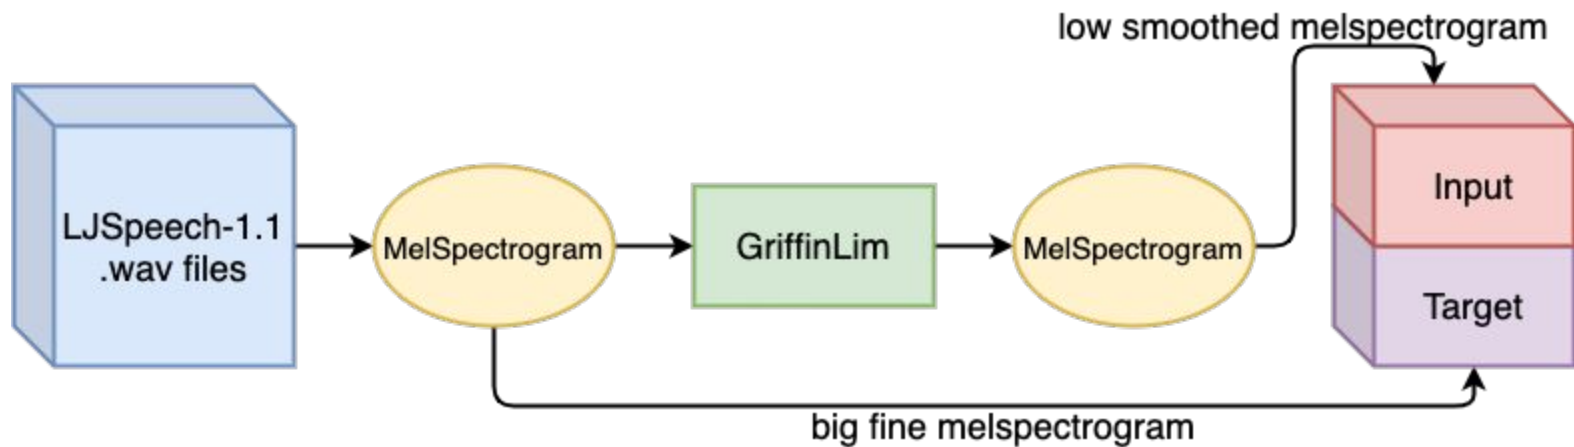 low smoothed melspectrogram
LJSpeech-1.1
.wav files
MelSpectrogram
GriffinLim
MelSpectrogram
Input
Target
big fine melspectrogram